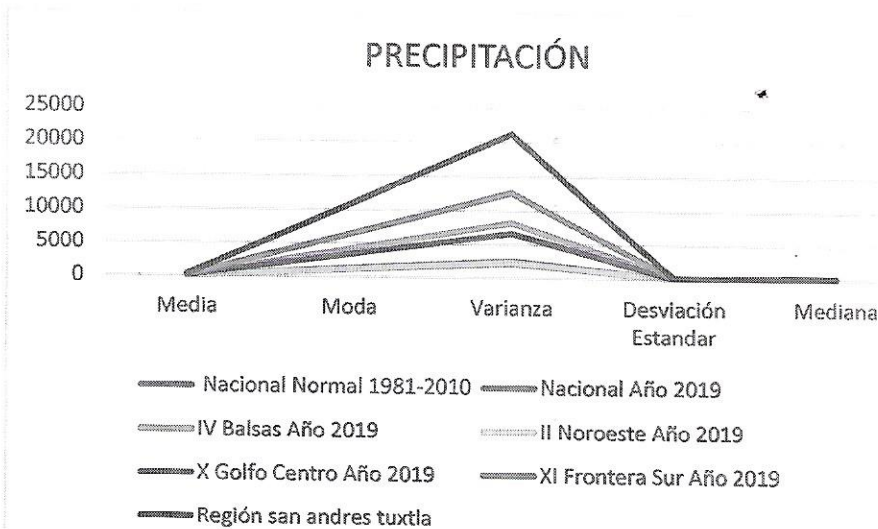 PRECIPITACIÓN
25000
20000
15000
10000
5000
0
Media Moda Varianza Desviación Estandar Mediana
Nacional Normal 1981-2010 Nacional Año 2019
IV Balsas Año 2019 II Noroeste Año 2019
X Golfo Centro Año 2019 XI Frontera Sur Año 2019
Región san andres tuxtla